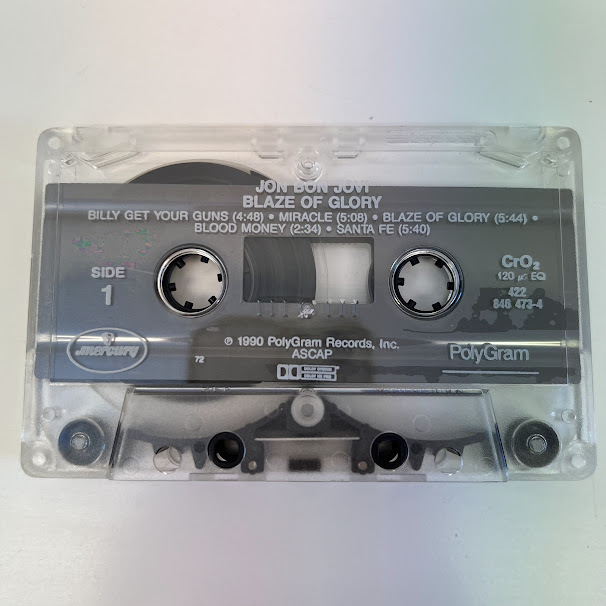 JON BON JOVI
BLAZE OF GLORY
BILLY GET YOUR GUNS (4:48) • MIRACLE (5:08) • BLAZE OF GLORY (5:44) •
BLOOD MONEY (2:34) • SANTA FE (5:40)
SIDE
1
CrO₂
120 µs EQ
422
846 473-4
mercury
℗ 1990 PolyGram Records, Inc.
ASCAP
PolyGram
72